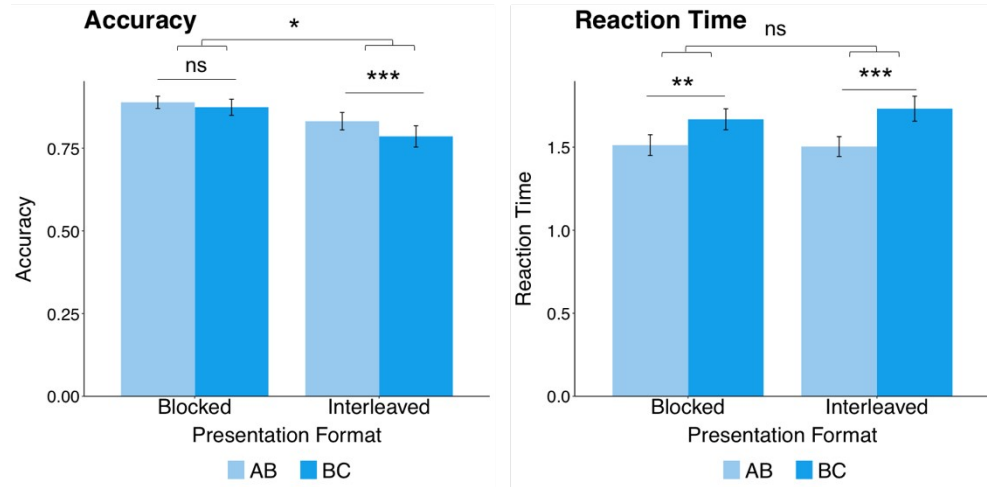 Accuracy
*
ns
***
0.75
0.50
0.25
0.00
Accuracy
Blocked
Interleaved
Presentation Format
AB
BC
Reaction Time
ns
**
***
1.5
1.0
0.5
0.0
Reaction Time
Blocked
Interleaved
Presentation Format
AB
BC